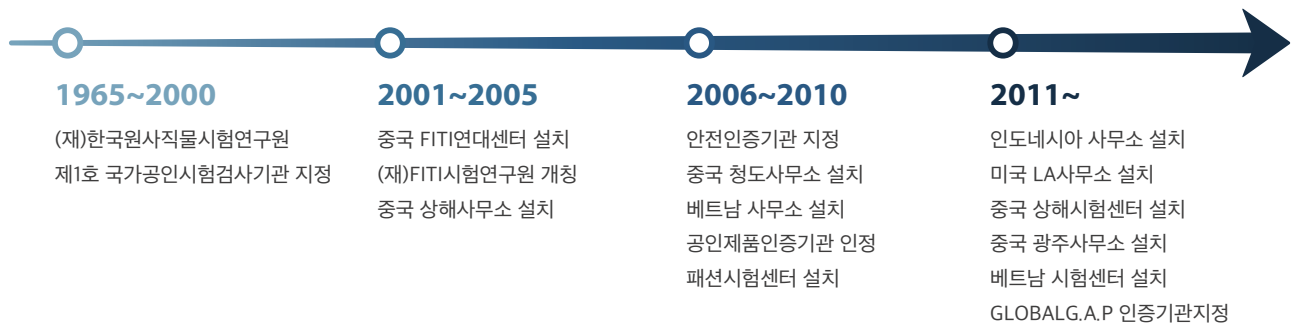 1965~2000
(재)한국원사직물시험연구원
제1호 국가공인시험검사기관 지정
2001~2005
중국 FITI연대센터 설치
(재)FITI시험연구원 개칭
중국 상해사무소 설치
2006~2010
안전인증기관 지정
중국 청도사무소 설치
베트남 사무소 설치
공인제품인증기관 인정
패션시험센터 설치
2011~
인도네시아 사무소 설치
미국 LA사무소 설치
중국 상해시험센터 설치
중국 광주사무소 설치
베트남 시험센터 설치
GLOBALG.A.P 인증기관지정